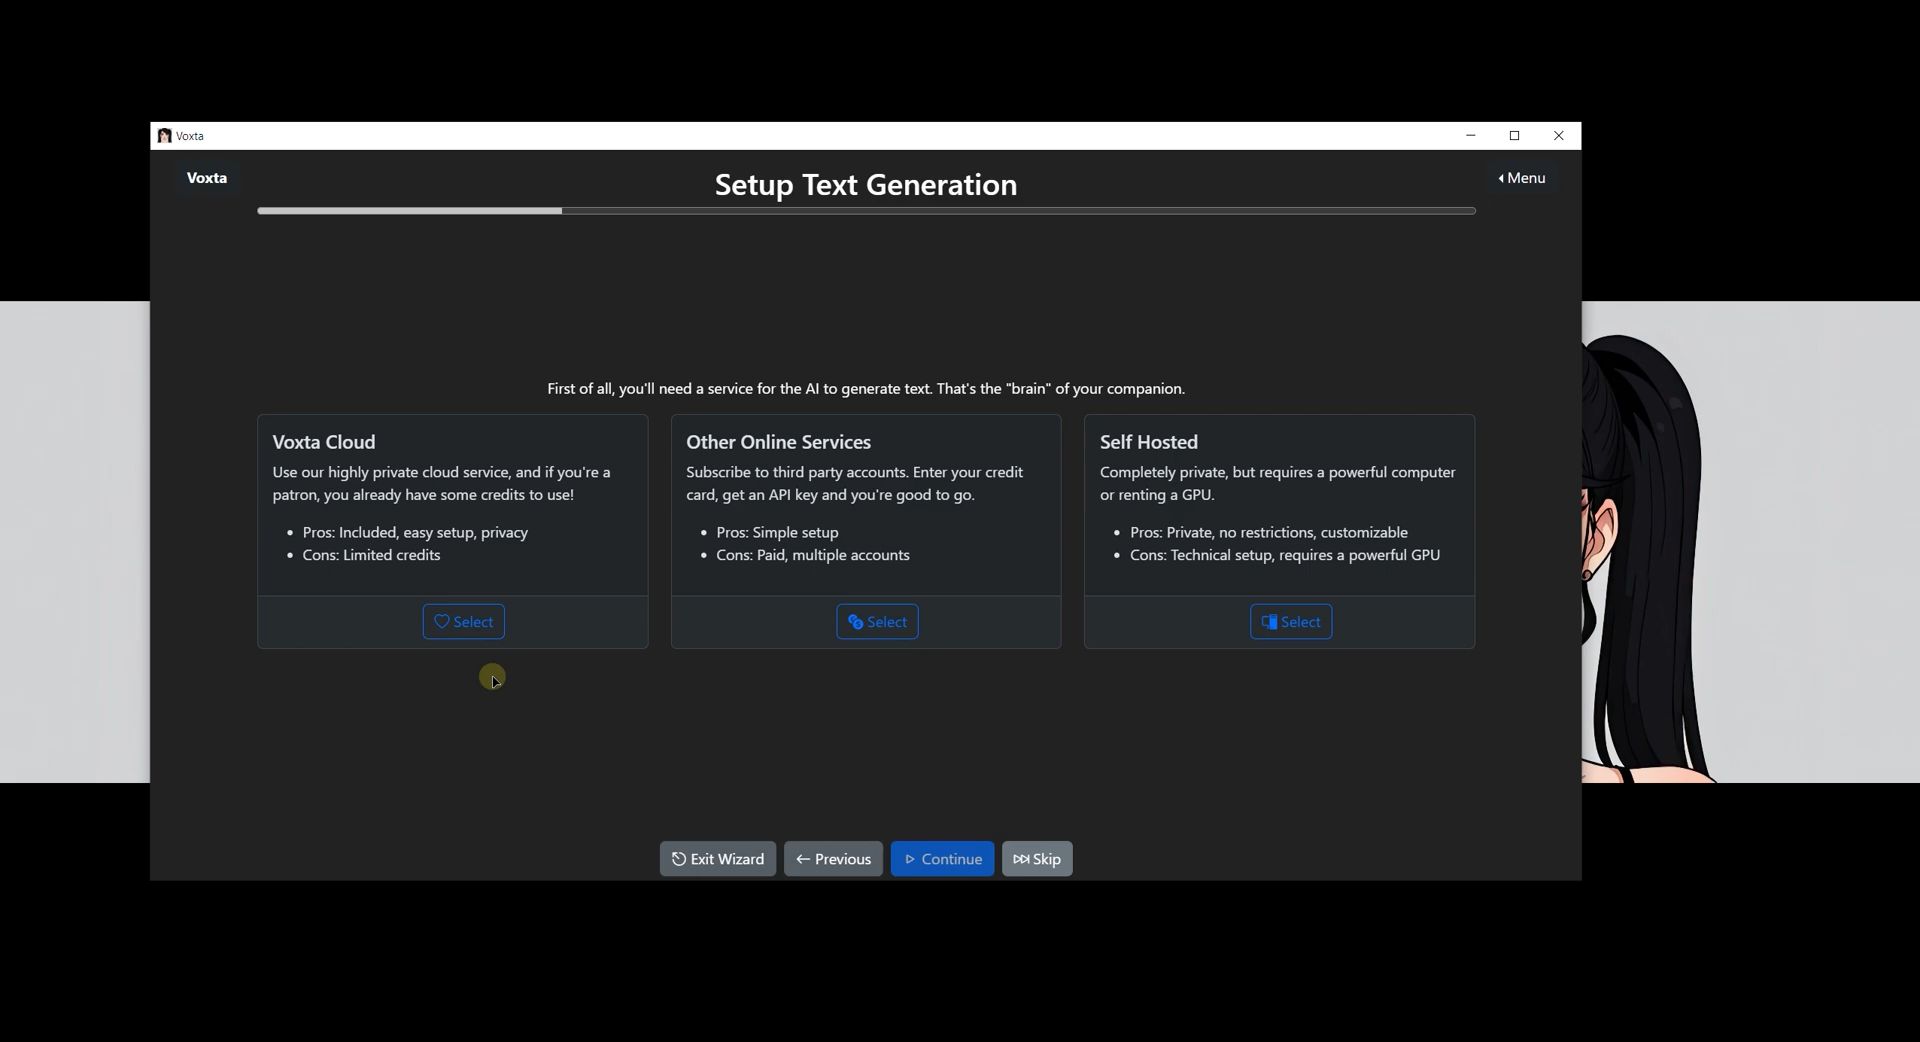 Voxta
Voxta
Setup Text Generation
Menu
First of all, you'll need a service for the AI to generate text. That's the "brain" of your companion.
Voxta Cloud
Use our highly private cloud service, and if you're a
patron, you already have some credits to use!
• Pros: Included, easy setup, privacy
• Cons: Limited credits
Select
Other Online Services
Subscribe to third party accounts. Enter your credit
card, get an API key and you're good to go.
• Pros: Simple setup
• Cons: Paid, multiple accounts
Select
Self Hosted
Completely private, but requires a powerful computer
or renting a GPU.
• Pros: Private, no restrictions, customizable
• Cons: Technical setup, requires a powerful GPU
Select
Exit Wizard
Previous
Continue
Skip